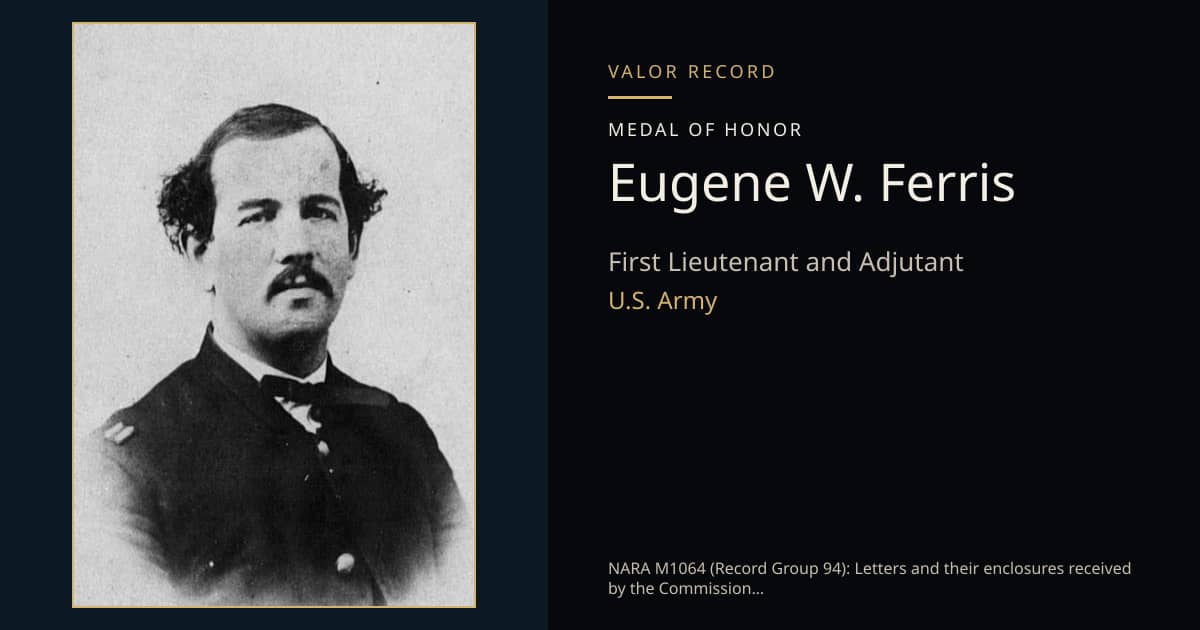 VALOR RECORD
MEDAL OF HONOR
Eugene W. Ferris
First Lieutenant and Adjutant
U.S. Army
NARA M1064 (Record Group 94): Letters and their enclosures received
by the Commission...